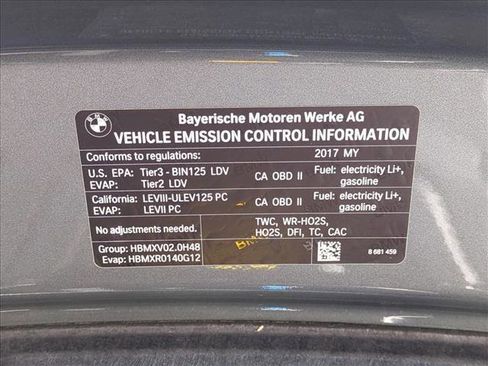 BMW
Bayerische Motoren Werke AG
VEHICLE EMISSION CONTROL INFORMATION
Conforms to regulations: 2017 MY
U.S. EPA: Tier3 - BIN125 LDV CA OBD II Fuel: electricity Li+,
EVAP: Tier2 LDV gasoline
California: LEVIII-ULEV125 PC CA OBD II Fuel: electricity Li+,
EVAP: LEVII PC gasoline
No adjustments needed. TWC, WR-HO2S,
HO2S, DFI, TC, CAC
Group: HBMXV02.0H48
Evap: HBMXR0140G12 8 681 459